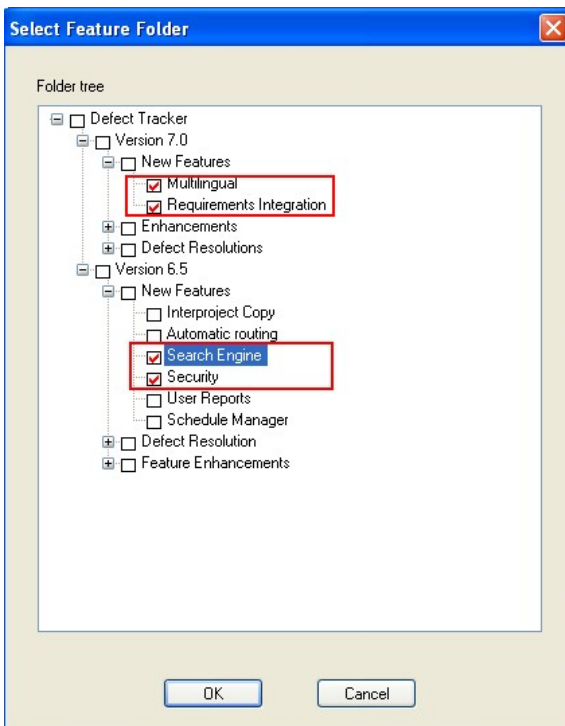 Select Feature Folder
Folder tree
Defect Tracker
Version 7.0
New Features
Multilingual
Requirements Integration
Enhancements
Defect Resolutions
Version 6.5
New Features
Interproject Copy
Automatic routing
Search Engine
Security
User Reports
Schedule Manager
Defect Resolution
Feature Enhancements
OK Cancel